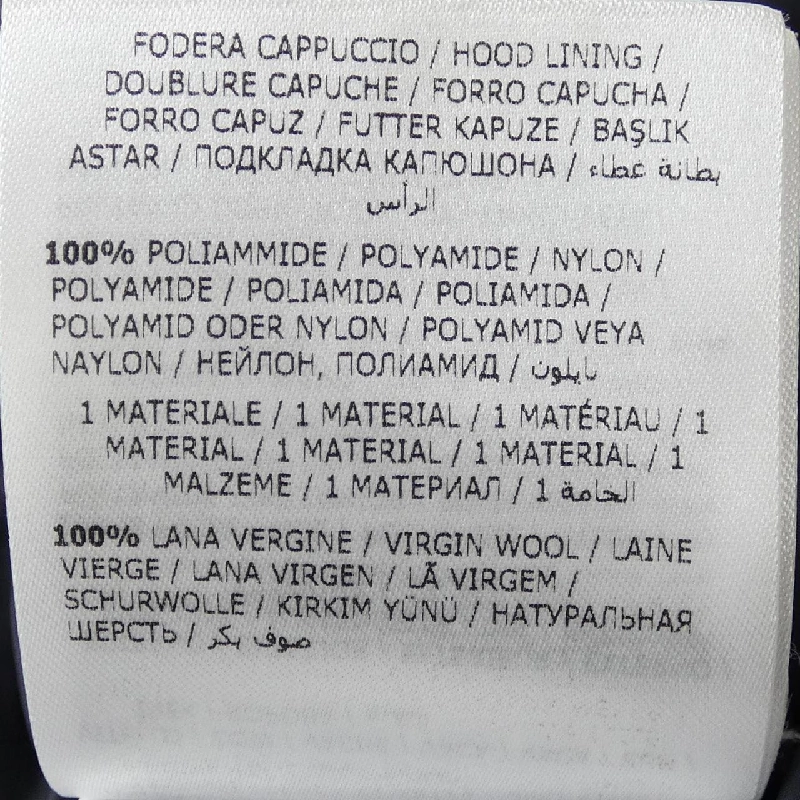 FODERA CAPPUCCIO / HOOD LINING /
DOUBLURE CAPUCHE / FORRO CAPUCHA /
FORRO CAPUZ / FUTTER KAPUZE / BAŞLIK
ASTAR / ПОДКЛАДКА КАПЮШОНА / بطانة غطاء
الرأس
100% POLIAMMIDE / POLYAMIDE / NYLON /
POLYAMIDE / POLIAMIDA / POLIAMIDA /
POLYAMID ODER NYLON / POLYAMID VEYA
NAYLON / НЕЙЛОН, ПОЛИАМИД / نايلون
1 MATERIALE / 1 MATERIAL / 1 MATÉRIAU / 1
MATERIAL / 1 MATERIAL / 1 MATERIAL / 1
MALZEME / 1 МАТЕРИАЛ / 1 الخامة
100% LANA VERGINE / VIRGIN WOOL / LAINE
VIERGE / LANA VIRGEN / LÃ VIRGEM /
SCHURWOLLE / KIRKIM YÜNÜ / НАТУРАЛЬНАЯ
ШЕРСТЬ / صوف بكر